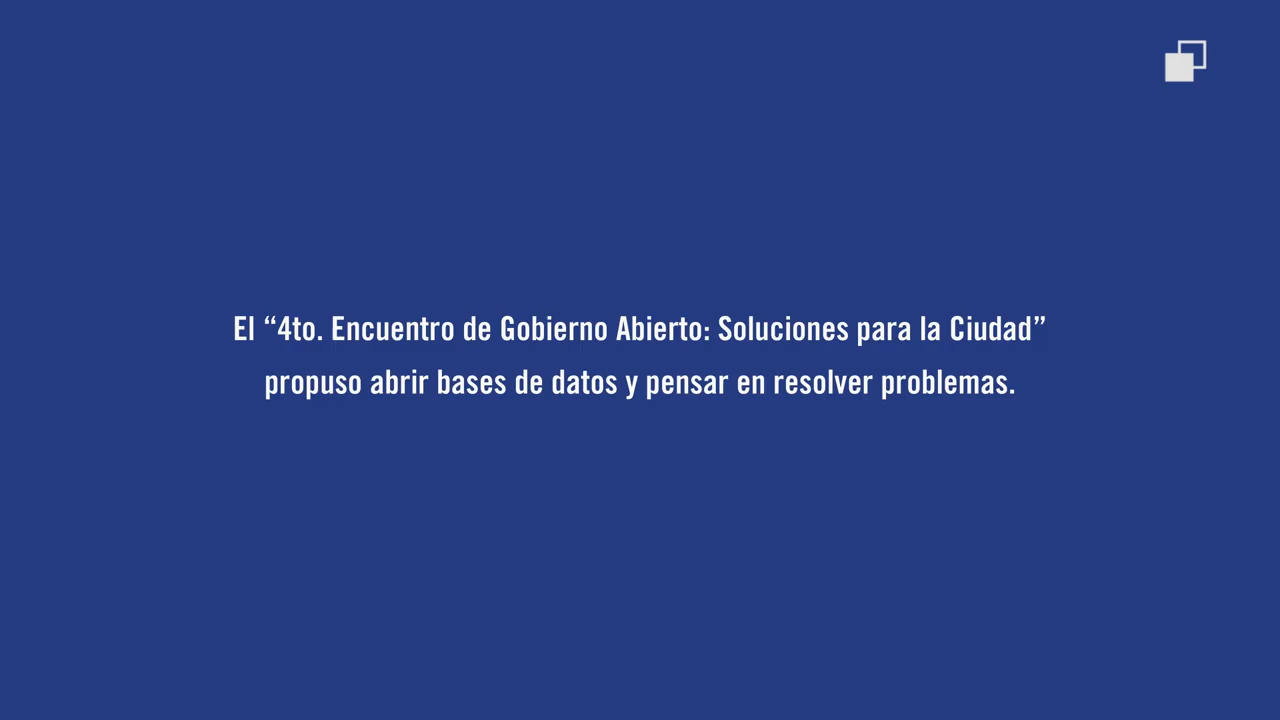 El “4to. Encuentro de Gobierno Abierto: Soluciones para la Ciudad”
propuso abrir bases de datos y pensar en resolver problemas.